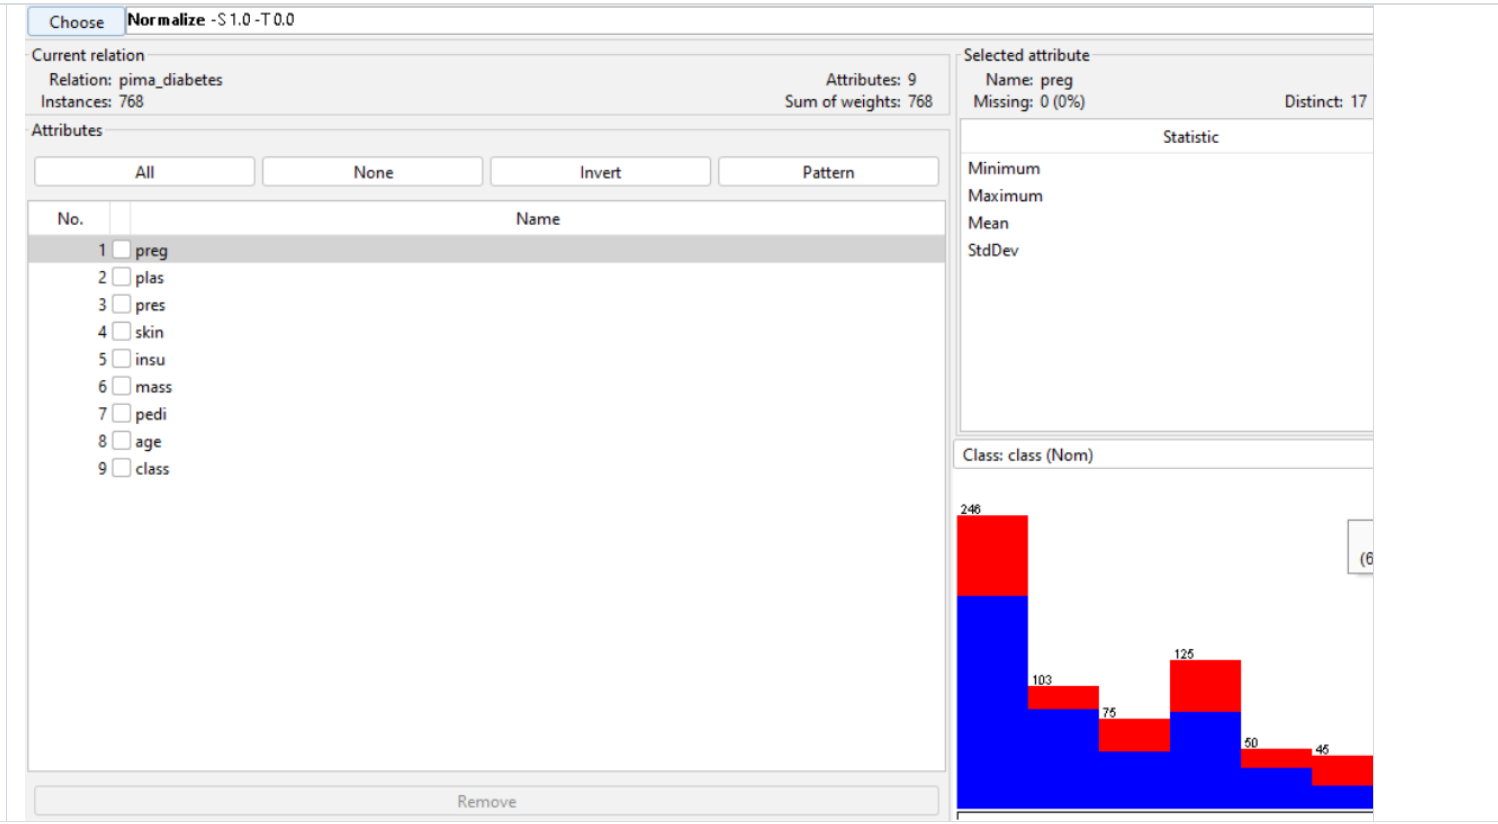 Choose Normalize -S 1.0 -T 0.0
Current relation
Relation: pima_diabetes Attributes: 9
Instances: 768 Sum of weights: 768
Attributes
All None Invert Pattern
No. Name
1 preg
2 plas
3 pres
4 skin
5 insu
6 mass
7 pedi
8 age
9 class
Remove
Selected attribute
Name: preg
Missing: 0 (0%) Distinct: 17
Statistic
Minimum
Maximum
Mean
StdDev
Class: class (Nom)
246
(6
125
103
75
50
45